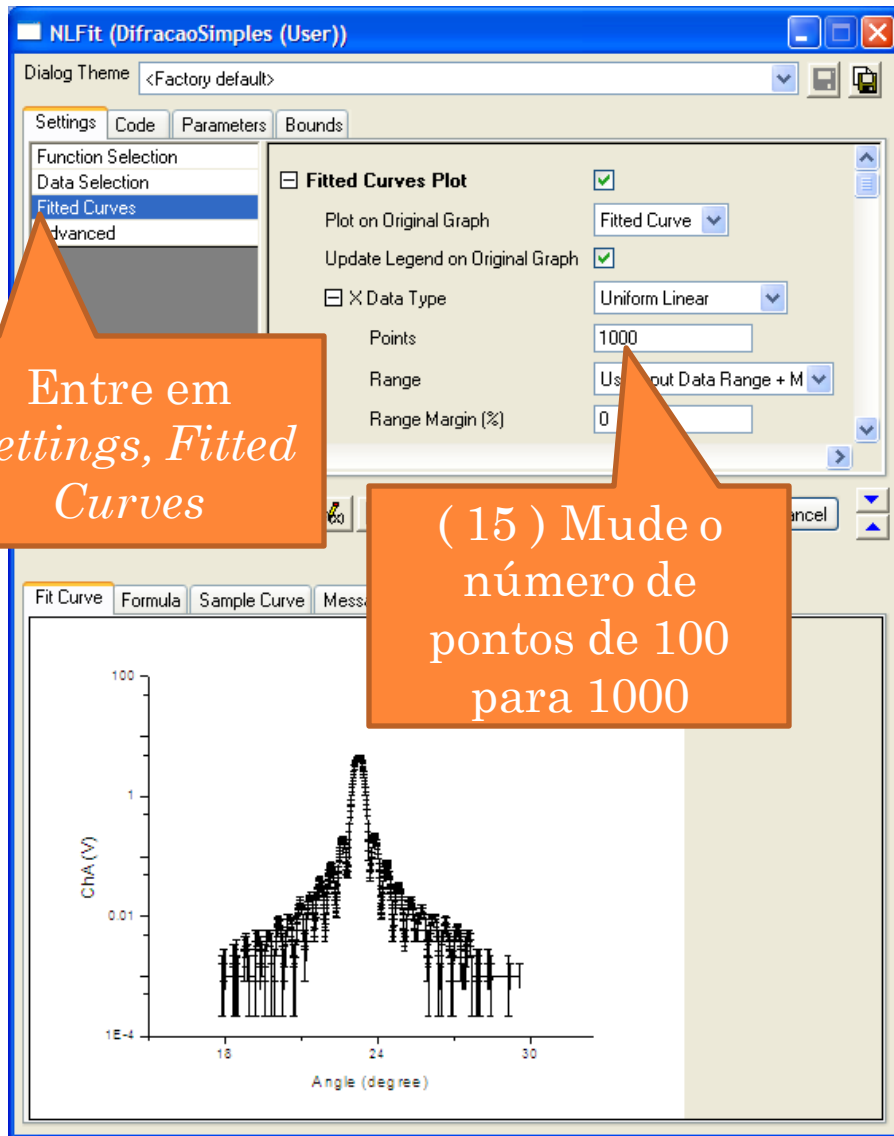 NLFit (DifracaoSimples (User))
Dialog Theme <Factory default>
Settings Code Parameters Bounds
Function Selection
Data Selection
Fitted Curves
Advanced
Fitted Curves Plot
Plot on Original Graph Fitted Curve
Update Legend on Original Graph
X Data Type Uniform Linear
Points 1000
Range
Range Margin (%) 0
Entre em
ettings, Fitted
Curves
( 15 ) Mude o
número de
pontos de 100
para 1000
Fit Curve Formula Sample Curve
100
1
0.01
1E-4
ChA (V)
18 24 30
Angle (degree)